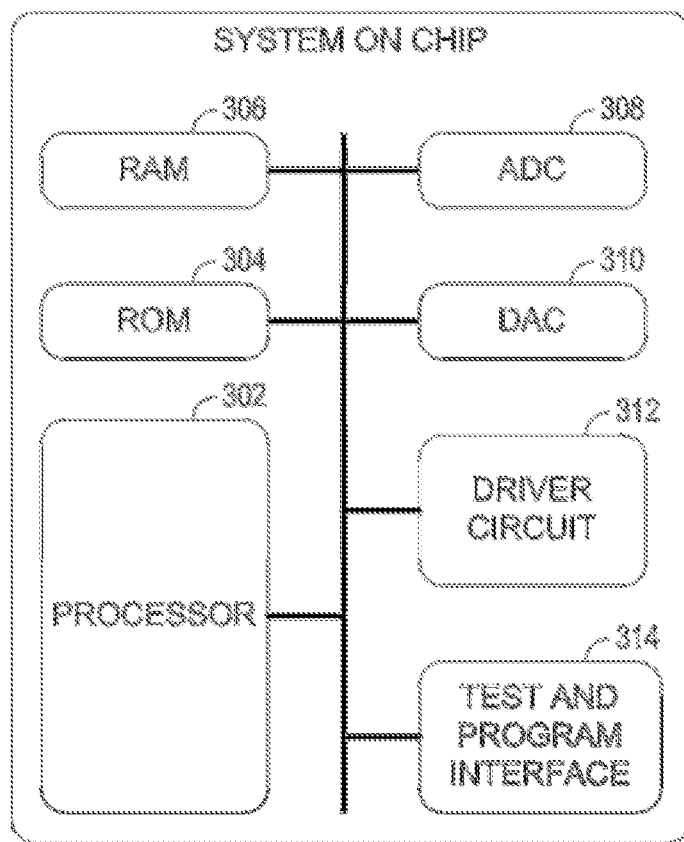 SYSTEM ON CHIP
306
RAM
308
ADC
304
ROM
310
DAC
302
PROCESSOR
312
DRIVER
CIRCUIT
314
TEST AND
PROGRAM
INTERFACE